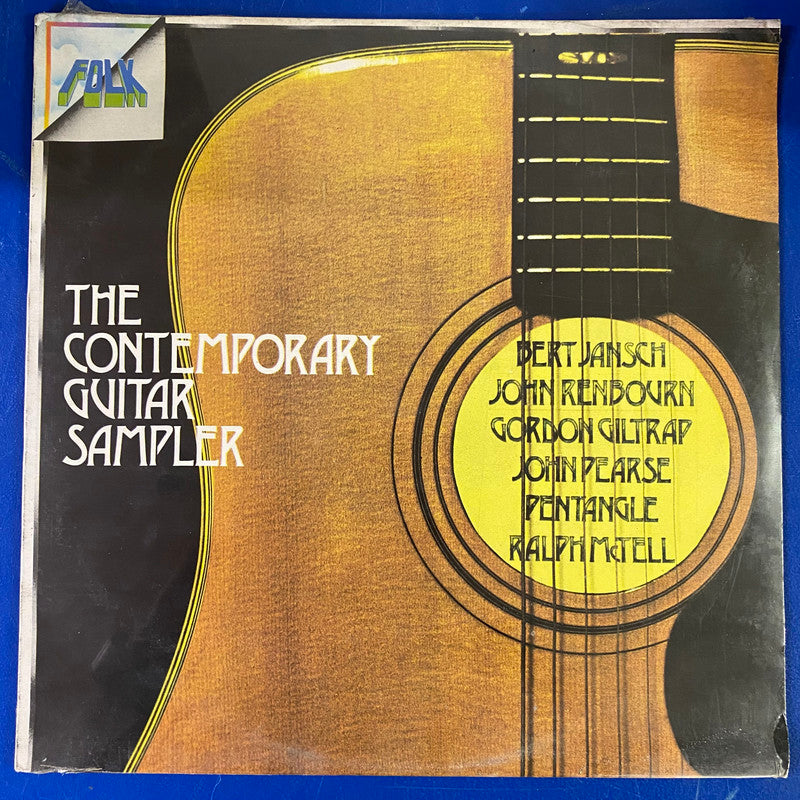 FOLK
THE
CONTEMPORARY
GUITAR
SAMPLER
BERT JANSCH
JOHN RENBOURN
GORDON GILTRAP
JOHN PEARSE
PENTANGLE
RALPH McTELL